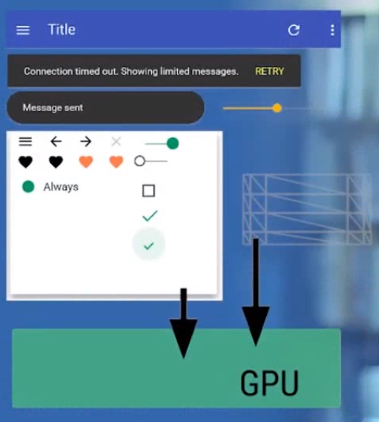 Title
Connection timed out. Showing limited messages. RETRY
Message sent
Always
GPU